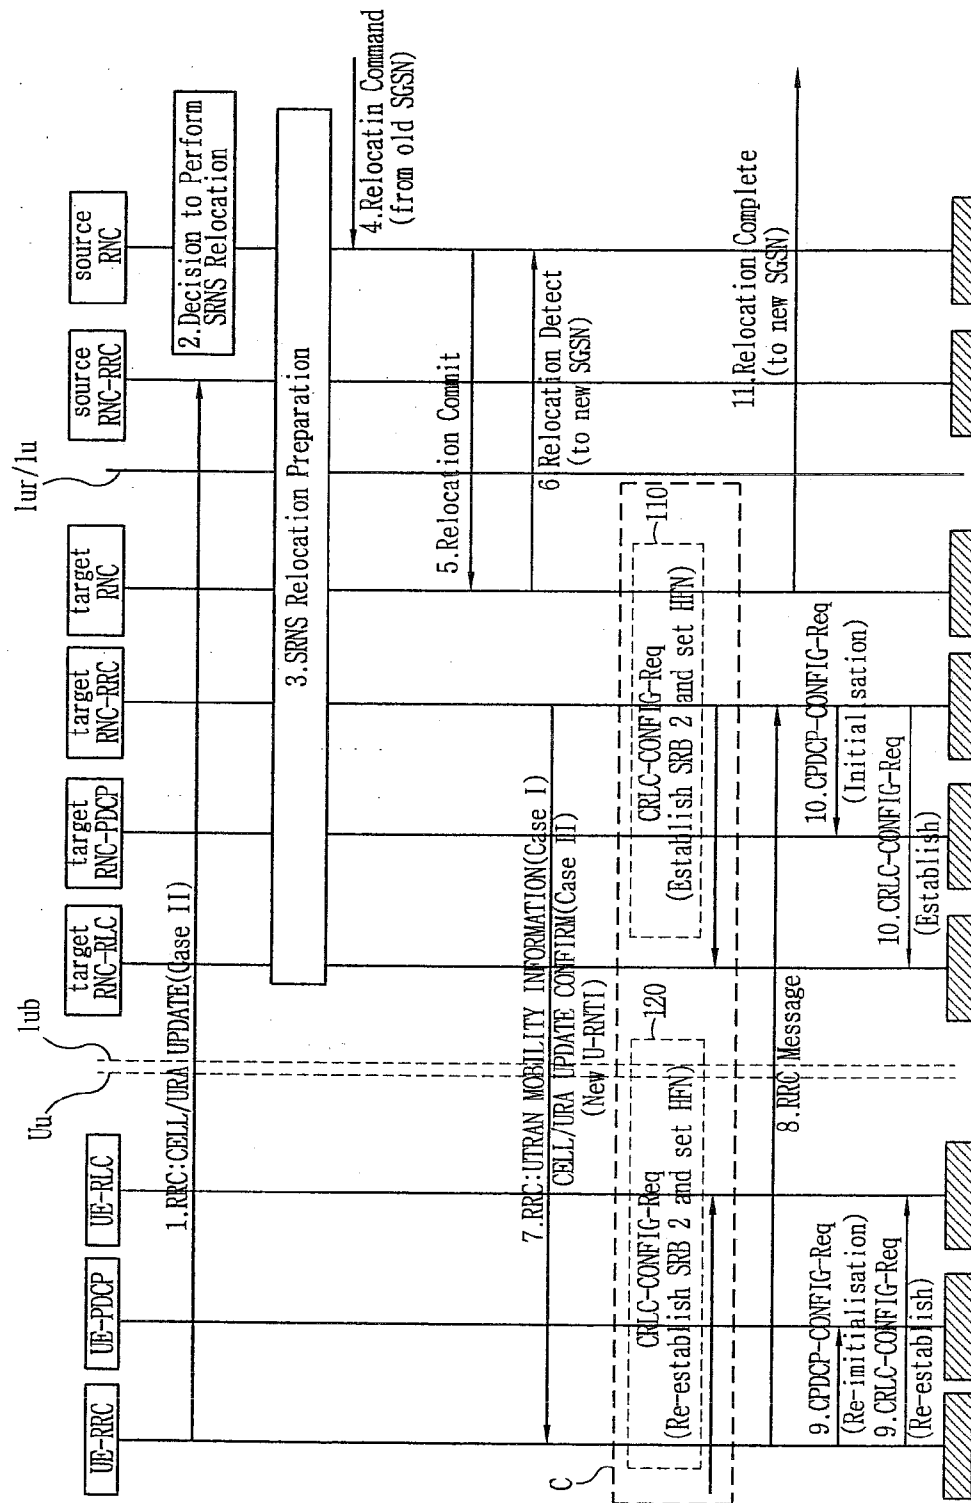 Uu
Iub
Iur/Iu
UE-RRC
UE-PDCP
UE-RLC
target
RNC-RLC
target
RNC-PDCP
target
RNC-RRC
target
RNC
source
RNC-RRC
source
RNC
1.RRC:CELL/URA UPDATE(Case II)
2.Decision to Perform
SRNS Relocation
3.SRNS Relocation Preparation
4.Relocatin Command
(from old SGSN)
5.Relocation Commit
6.Relocation Detect
(to new SGSN)
7.RRC:UTRAN MOBILITY INFORMATION(Case I)
CELL/URA UPDATE CONFIRM(Case II)
(New U-RNTI)
C
120
CRLC-CONFIG-Req
(Re-establish SRB 2 and set HFN)
110
CRLC-CONFIG-Req
(Establish SRB 2 and set HFN)
8.RRC Message
9.CPDCP-CONFIG-Req
(Re-imitialisation)
9.CRLC-CONFIG-Req
(Re-establish)
10.CPDCP-CONFIG-Req
(Initialisation)
10.CRLC-CONFIG-Req
(Establish)
11.Relocation Complete
(to new SGSN)